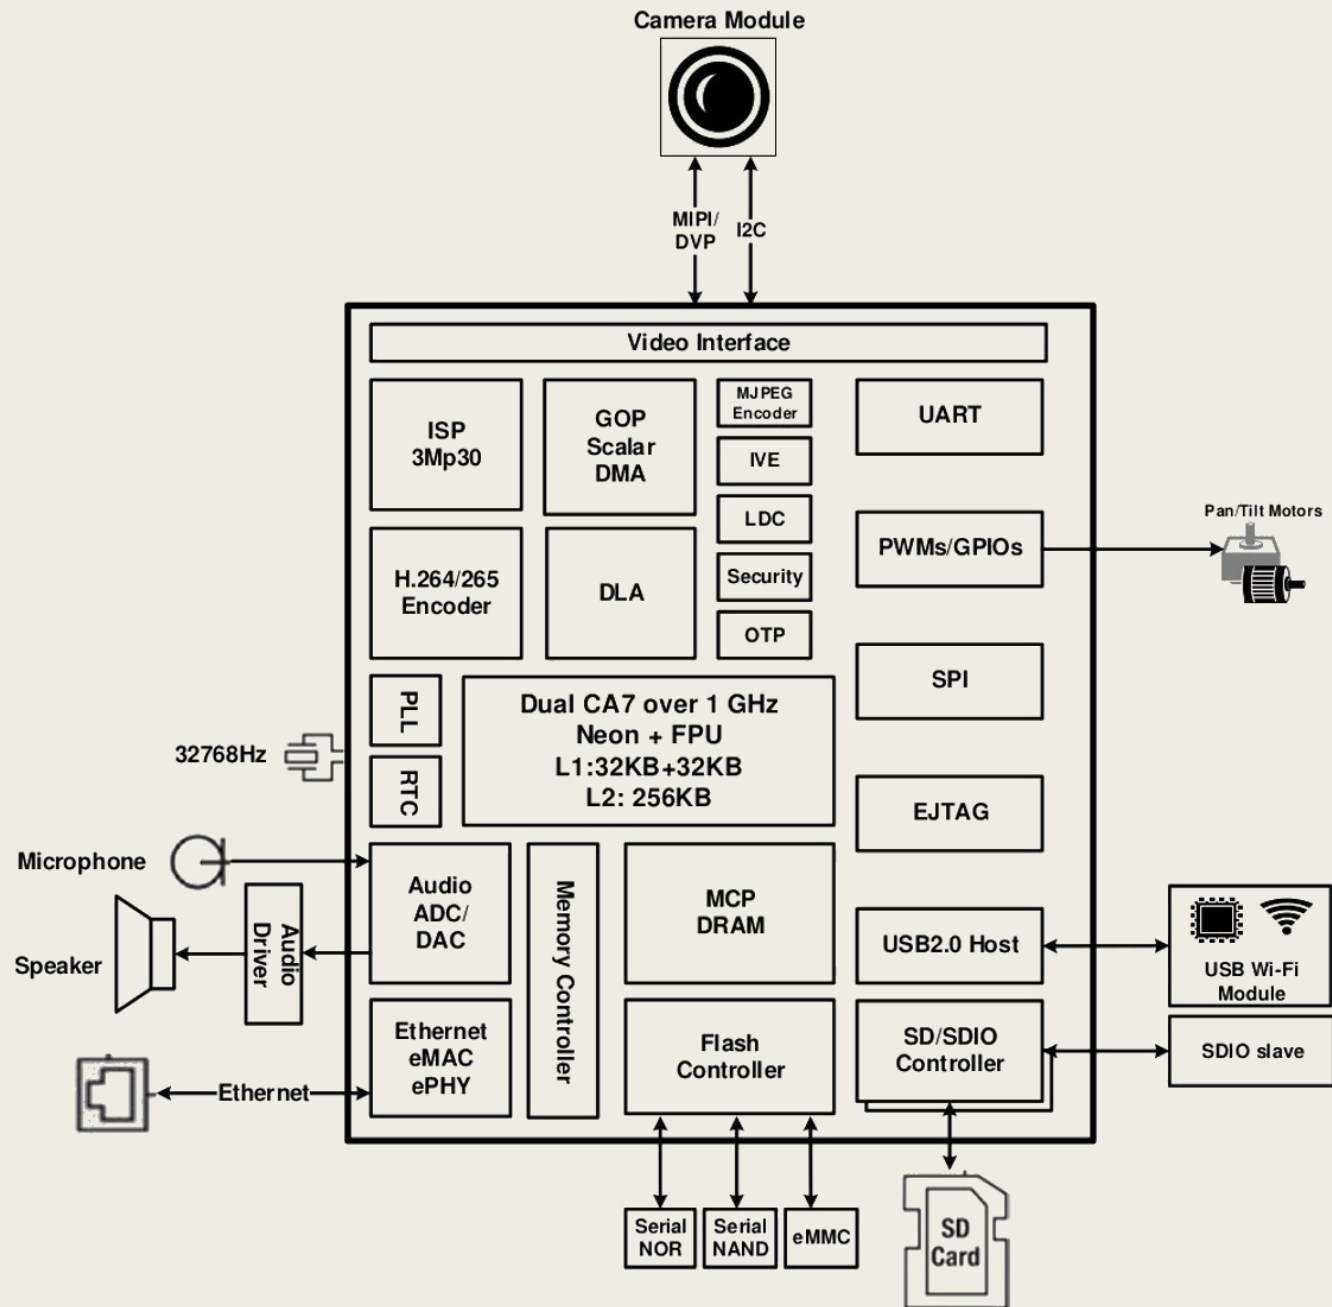 Camera Module
MIPI/
DVP
I2C
Video Interface
ISP
3Mp30
GOP
Scalar
DMA
MJPEG
Encoder
IVE
LDC
Security
OTP
UART
H.264/265
Encoder
DLA
PWMs/GPIOs
Pan/Tilt Motors
SPI
PLL
RTC
Dual CA7 over 1 GHz
Neon + FPU
L1:32KB+32KB
L2: 256KB
32768Hz
EJTAG
Microphone
Speaker
Audio
Driver
Audio
ADC/
DAC
Memory Controller
MCP
DRAM
USB2.0 Host
USB Wi-Fi
Module
Ethernet
Ethernet
eMAC
ePHY
Flash
Controller
SD/SDIO
Controller
SDIO slave
Serial
NOR
Serial
NAND
eMMC
SD
Card